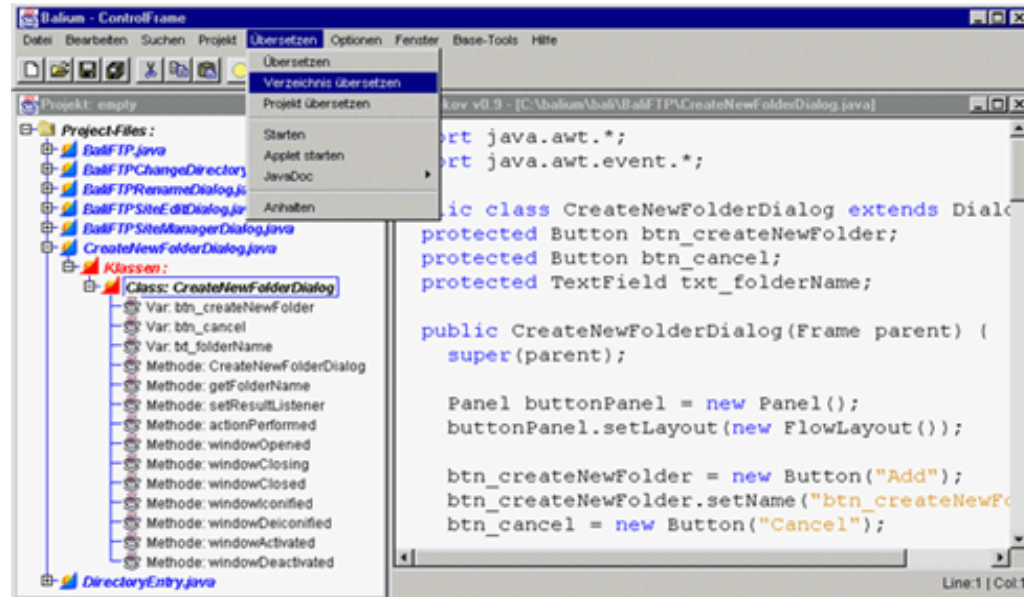 Balium - ControlFrame
Datei Bearbeiten Suchen Projekt Übersetzen Optionen Fenster Base-Tools Hilfe
Übersetzen
Verzeichnis übersetzen
Projekt übersetzen
Starten
Applet starten
JavaDoc
Anhalten
Projekt: empty
Project-Files :
BaliFTP.java
BaliFTPChangeDirectory
BaliFTPRenameDialog.ja
BaliFTPSiteEditDialog.jav
BaliFTPSiteManagerDialog.java
CreateNewFolderDialog.java
Klassen :
Class: CreateNewFolderDialog
Var: btn_createNewFolder
Var: btn_cancel
Var: txt_folderName
Methode: CreateNewFolderDialog
Methode: getFolderName
Methode: setResultListener
Methode: actionPerformed
Methode: windowOpened
Methode: windowClosing
Methode: windowClosed
Methode: windowIconified
Methode: windowDeiconified
Methode: windowActivated
Methode: windowDeactivated
DirectoryEntry.java
kov v0.9 - [C:\balium\bali\BaliFTP\CreateNewFolderDialog.java]
ort java.awt.*;
ort java.awt.event.*;
lic class CreateNewFolderDialog extends Dialo
protected Button btn_createNewFolder;
protected Button btn_cancel;
protected TextField txt_folderName;
public CreateNewFolderDialog(Frame parent) {
super(parent);
Panel buttonPanel = new Panel();
buttonPanel.setLayout(new FlowLayout());
btn_createNewFolder = new Button("Add");
btn_createNewFolder.setName("btn_createNewFo
btn_cancel = new Button("Cancel");
Line:1 | Col:1